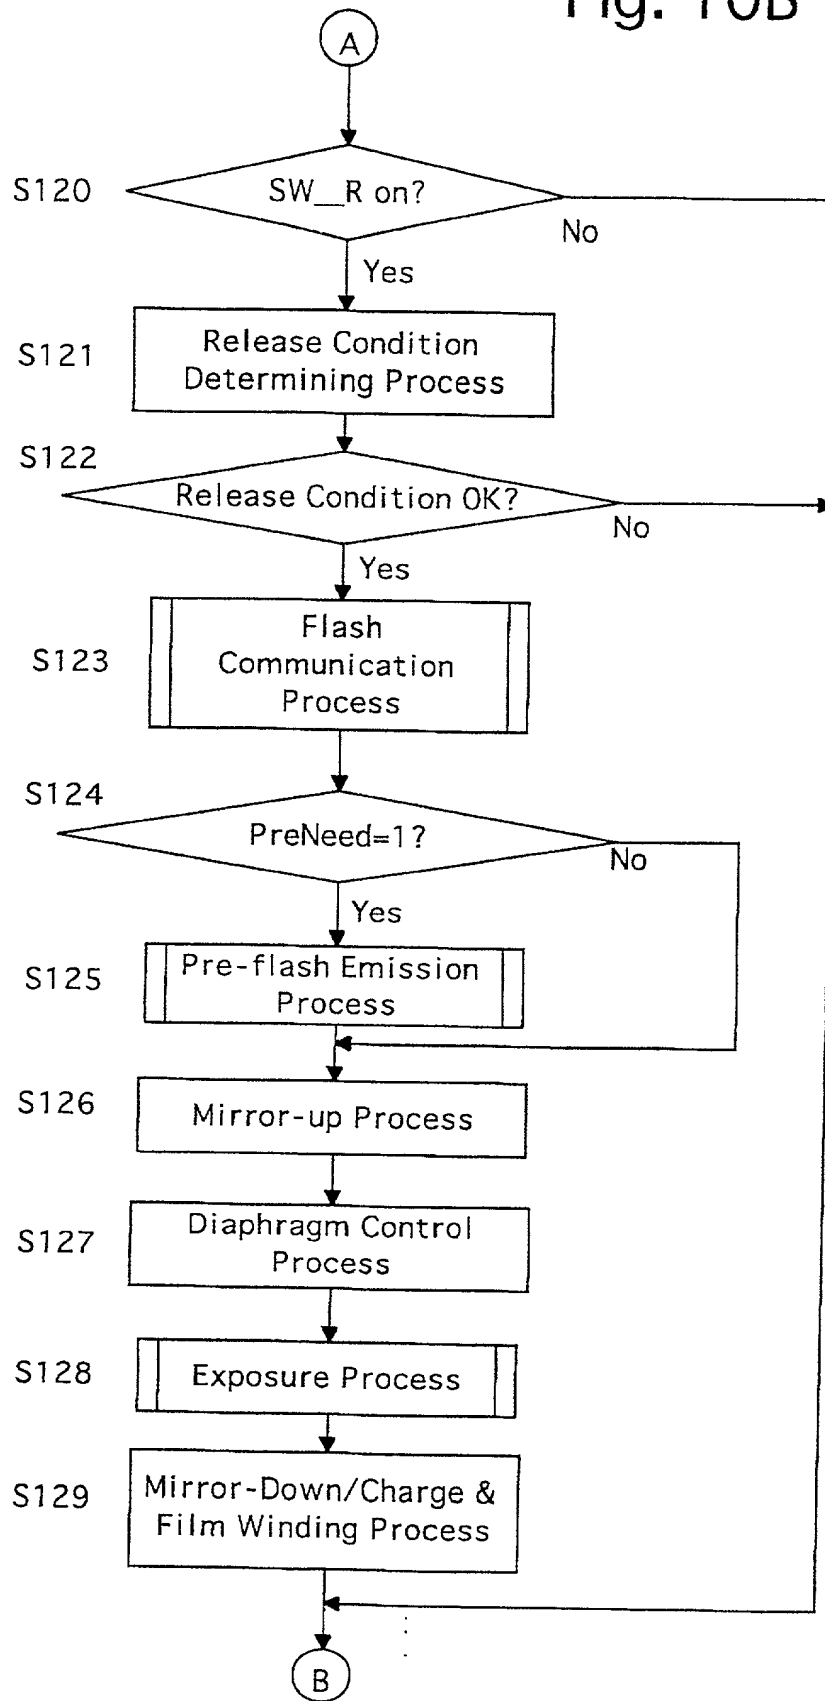 Fig. 10B
A
S120
SW__R on?
No
Yes
S121
Release Condition
Determining Process
S122
Release Condition OK?
No
Yes
S123
Flash
Communication
Process
S124
PreNeed=1?
No
Yes
S125
Pre-flash Emission
Process
S126
Mirror-up Process
S127
Diaphragm Control
Process
S128
Exposure Process
S129
Mirror-Down/Charge &
Film Winding Process
B